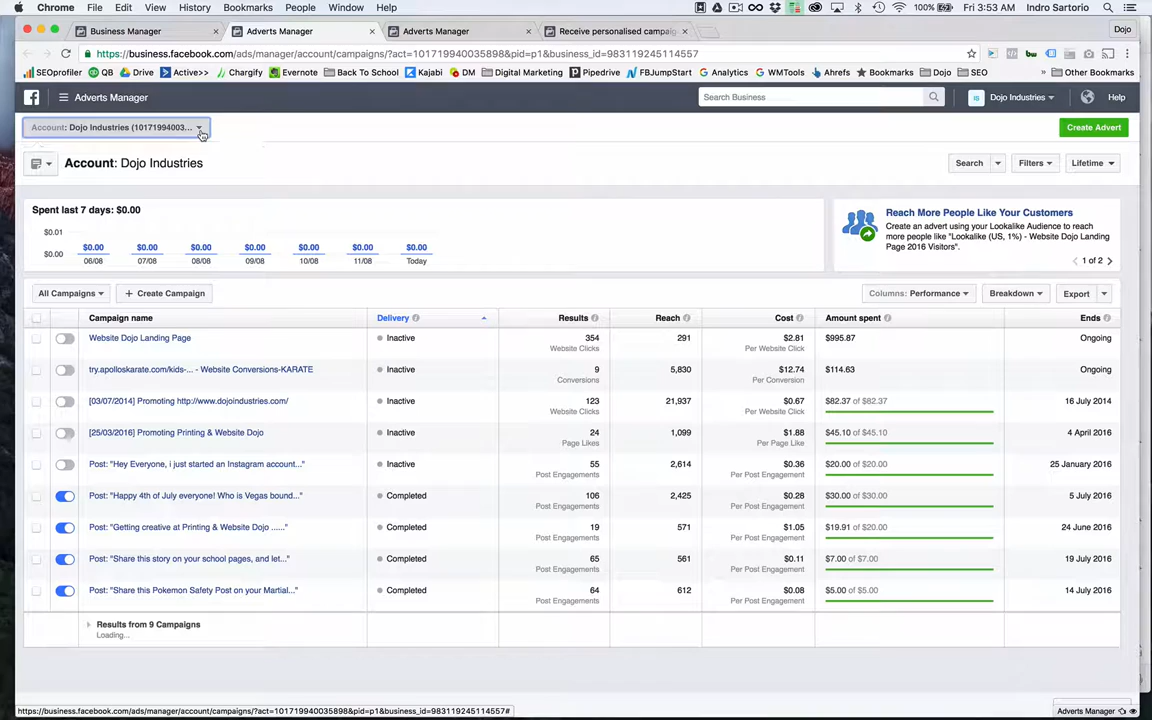 Chrome File Edit View History Bookmarks People Window Help 100% Fri 3:53 AM Indro Sartorio
Business Manager Adverts Manager Adverts Manager Receive personalised campaig Dojo
https://business.facebook.com/ads/manager/account/campaigns/?act=101719940035898&pid=p1&business_id=983119245114557
SEOprofiler QB Drive Active>> Chargify Evernote Back To School Kajabi DM Digital Marketing Pipedrive FBJumpStart Analytics WMTools Ahrefs Bookmarks Dojo SEO » Other Bookmarks
Adverts Manager Search Business Dojo Industries Help
Account: Dojo Industries (10171994003... Create Advert
Account: Dojo Industries Search Filters Lifetime
Spent last 7 days: $0.00
$0.01
$0.00
$0.00 $0.00 $0.00 $0.00 $0.00 $0.00 $0.00
06/08 07/08 08/08 09/08 10/08 11/08 Today
Reach More People Like Your Customers
Create an advert using your Lookalike Audience to
reach more people like "Lookalike (US, 1%) - Website Dojo Landing
Page 2016 Visitors".
1 of 2
All Campaigns + Create Campaign Columns: Performance Breakdown Export
Campaign name Delivery Results Reach Cost Amount spent Ends
Website Dojo Landing Page Inactive 354 291 $2.81 $995.87 Ongoing
Website Clicks Per Website Click
try.apolloskarate.com/kids-... - Website Conversions-KARATE Inactive 9 5,830 $12.74 $114.63 Ongoing
Conversions Per Conversion
[03/07/2014] Promoting http://www.dojoindustries.com/ Inactive 123 21,937 $0.67 $82.37 of $82.37 16 July 2014
Website Clicks Per Website Click
[25/03/2016] Promoting Printing & Website Dojo Inactive 24 1,099 $1.88 $45.10 of $45.10 4 April 2016
Page Likes Per Page Like
Post: "Hey Everyone, i just started an Instagram account..." Inactive 55 2,614 $0.36 $20.00 of $20.00 25 January 2016
Post Engagements Per Post Engagement
Post: "Happy 4th of July everyone! Who is Vegas bound..." Completed 106 2,425 $0.28 $30.00 of $30.00 5 July 2016
Post Engagements Per Post Engagement
Post: "Getting creative at Printing & Website Dojo ......" Completed 19 571 $1.05 $19.91 of $20.00 24 June 2016
Post Engagements Per Post Engagement
Post: "Share this story on your school pages, and let..." Completed 65 561 $0.11 $7.00 of $7.00 19 July 2016
Post Engagements Per Post Engagement
Post: "Share this Pokemon Safety Post on your Martial..." Completed 64 612 $0.08 $5.00 of $5.00 14 July 2016
Post Engagements Per Post Engagement
Results from 9 Campaigns
Loading...
https://business.facebook.com/ads/manager/account/campaigns/?act=101719940035898&pid=p1&business_id=983119245114557#
Adverts Manager